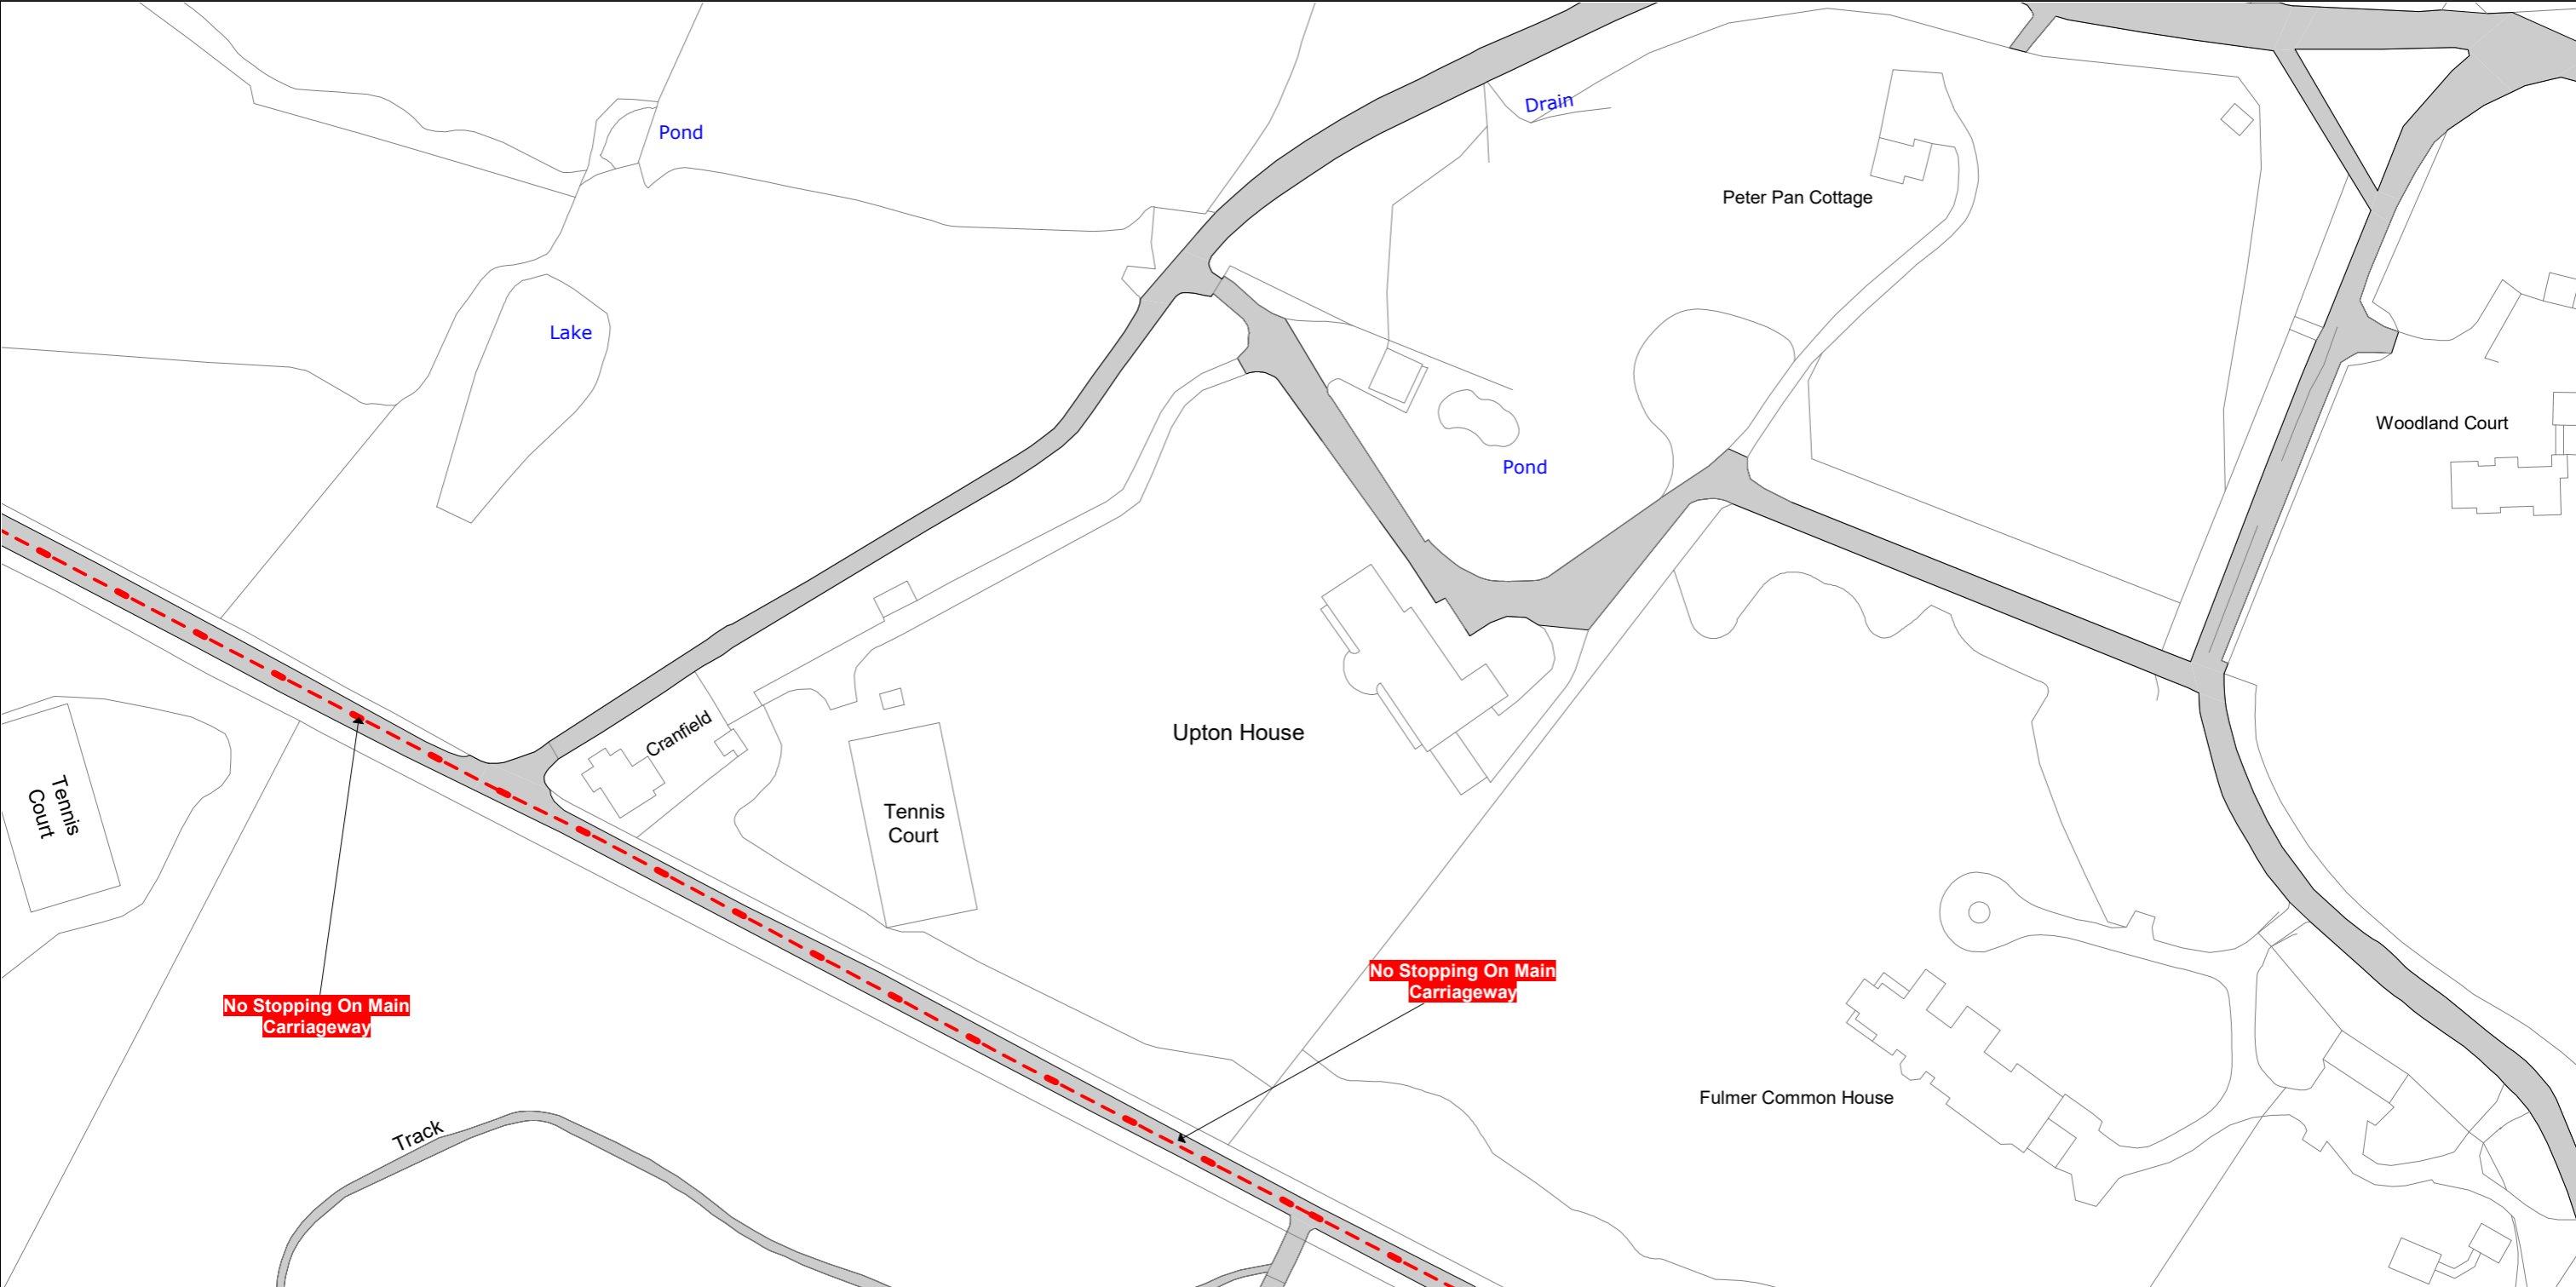 Drain
Pond
Peter Pan Cottage
Lake
Woodland Court
Pond
Cranfield
Upton House
Tennis
Court
Tennis
Court
No Stopping On Main
Carriageway
No Stopping On Main
Carriageway
Fulmer Common House
Track